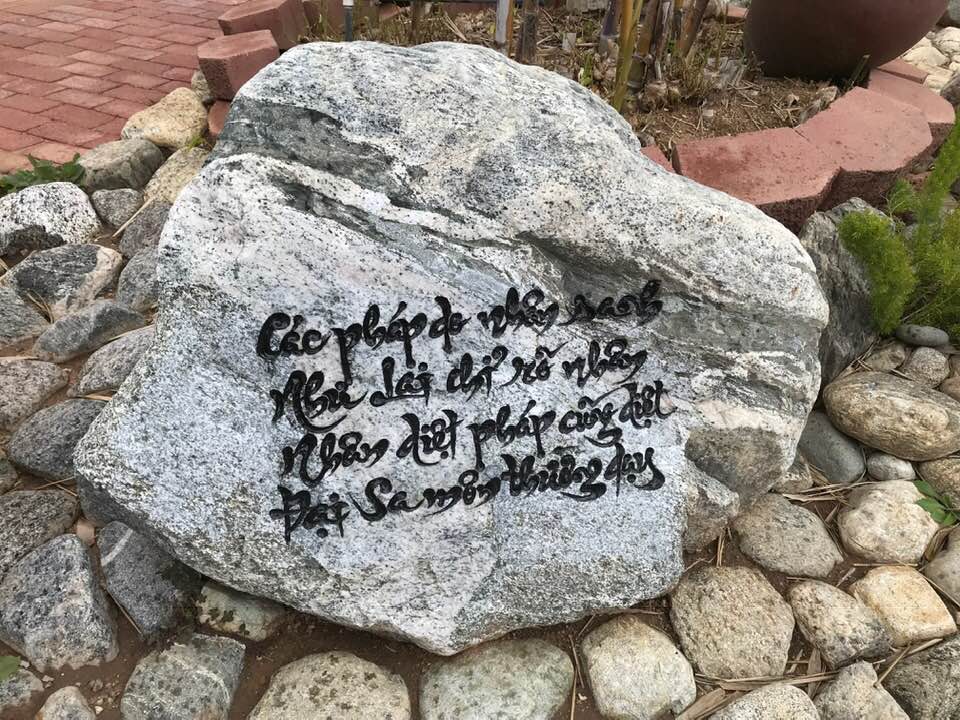 Các pháp do nhân sanh
Như Lai chỉ rõ nhân
Nhân diệt pháp cũng diệt
Đại Sa môn thường dạy